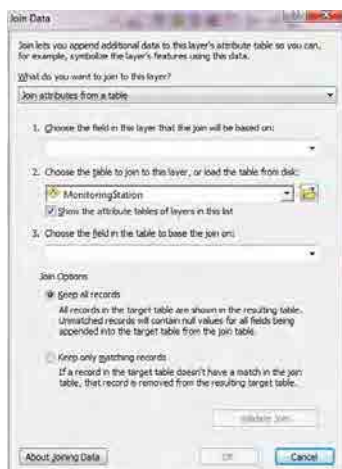 Join Data
Join lets you append additional data to this layer's attribute table so you can,
for example, symbolize the layer's features using this data.
What do you want to join to this layer?
Join attributes from a table
1. Choose the field in this layer that the join will be based on:
2. Choose the table to join to this layer, or load the table from disk:
MonitoringStation
Show the attribute tables of layers in this list
3. Choose the field in the table to base the join on:
Join Options
Keep all records
All records in the target table are shown in the resulting table.
Unmatched records will contain null values for all fields being
appended into the target table from the join table.
Keep only matching records
If a record in the target table doesn't have a match in the join
table, that record is removed from the resulting target table.
Validate Join
About Joining Data
OK
Cancel